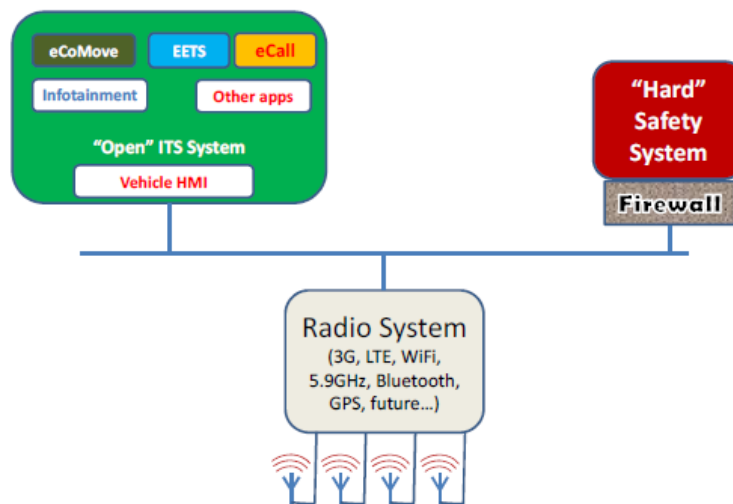 eCoMove
EETS
eCall
Infotainment
Other apps
"Open" ITS System
Vehicle HMI
"Hard"
Safety
System
Firewall
Radio System
(3G, LTE, WiFi,
5.9GHz, Bluetooth,
GPS, future...)